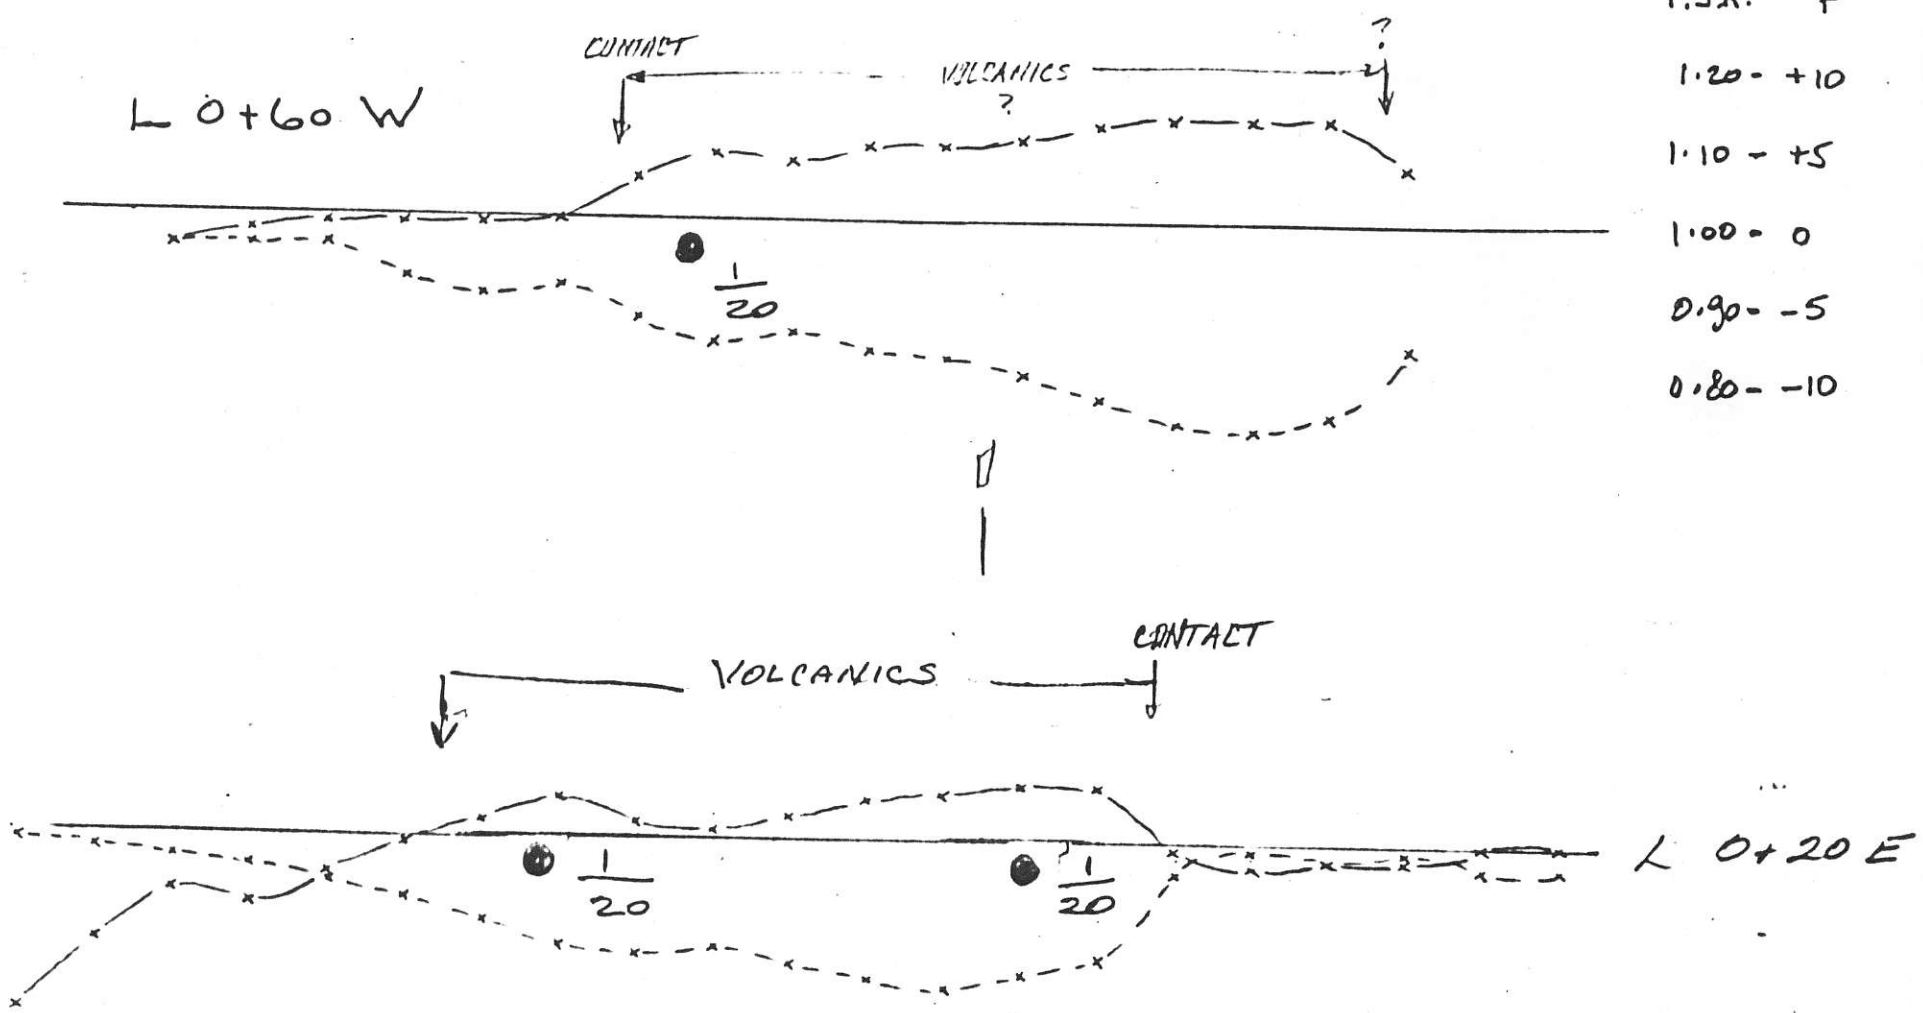 CONTACT
?
VOLCANICS
?
L 0+60 W
1.20 - +10
1.10 - +5
1.00 - 0
0.90 - -5
0.80 - -10
1
20
CONTACT
VOLCANICS
L 0+20 E
1
20
1
20